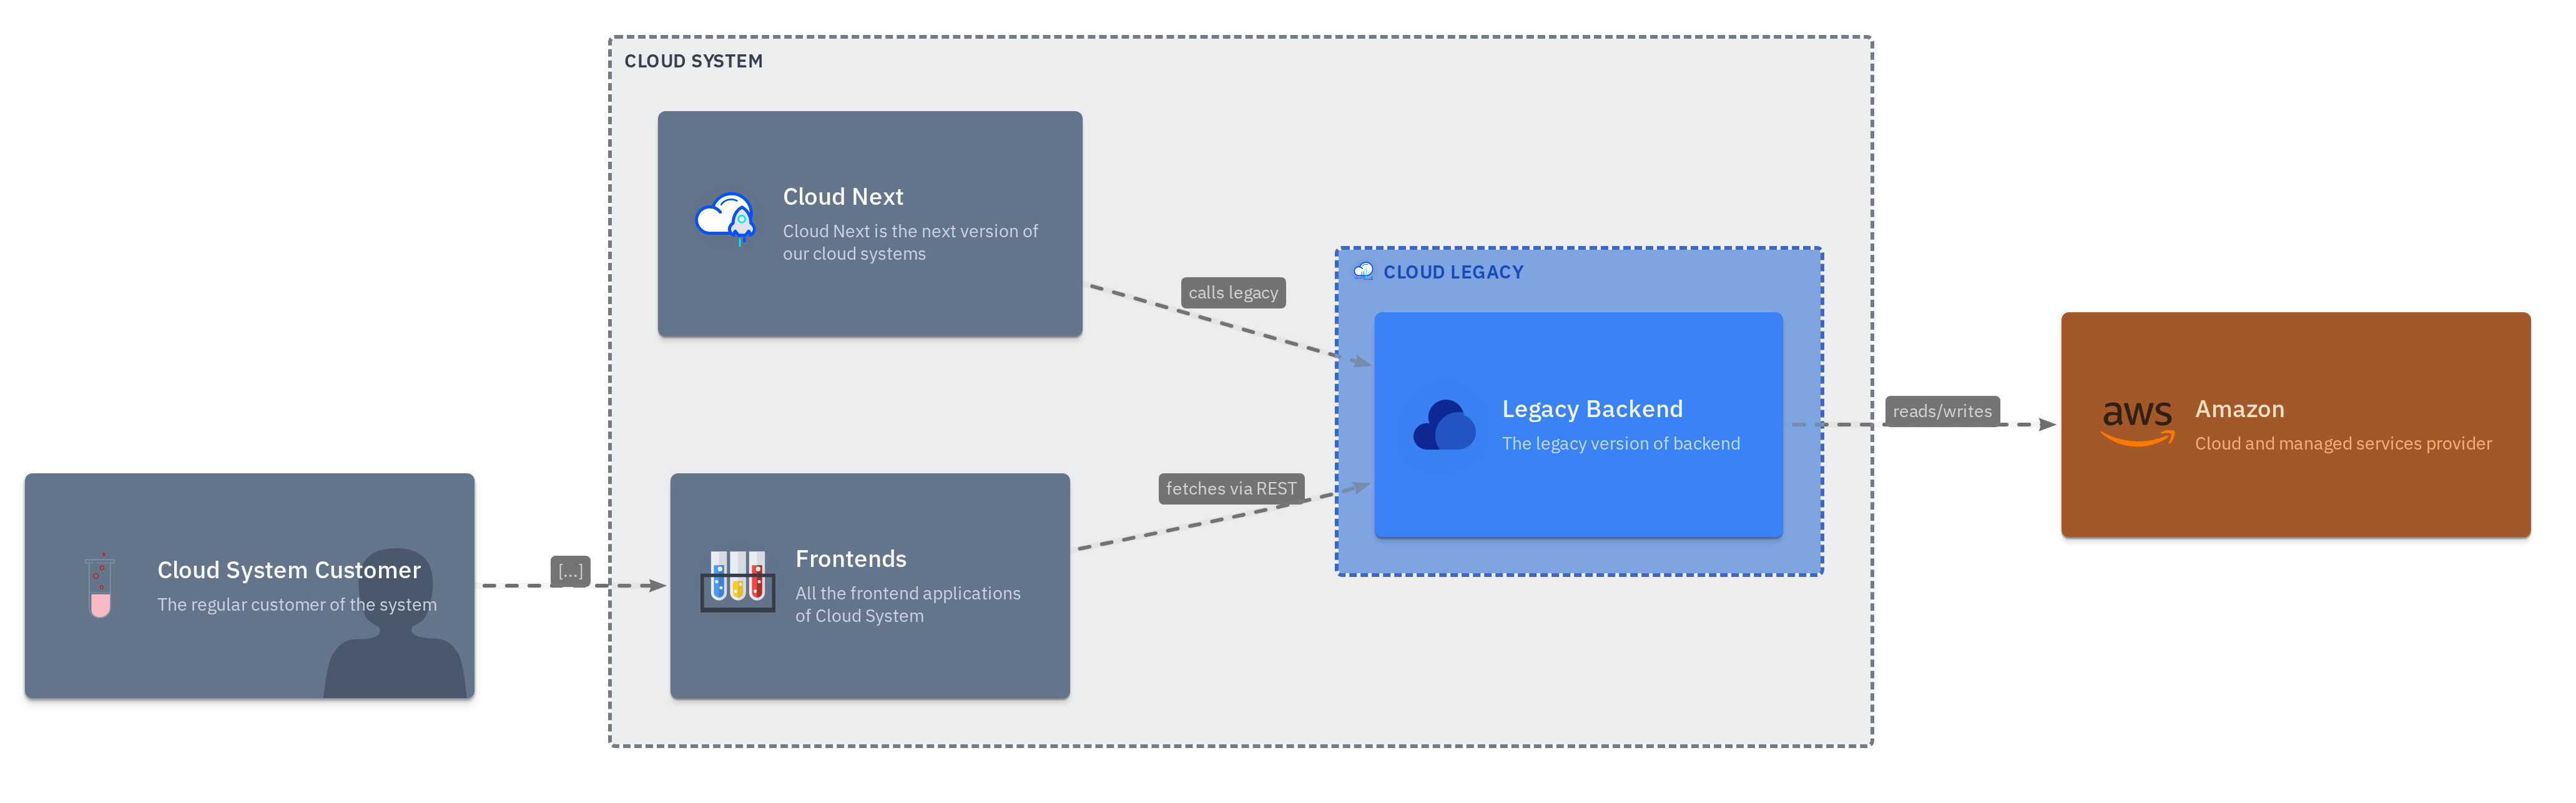 CLOUD SYSTEM
Cloud Next
Cloud Next is the next version of
our cloud systems
calls legacy
CLOUD LEGACY
Legacy Backend
The legacy version of backend
reads/writes
aws
Amazon
Cloud and managed services provider
Cloud System Customer
The regular customer of the system
[...]
Frontends
All the frontend applications
of Cloud System
fetches via REST